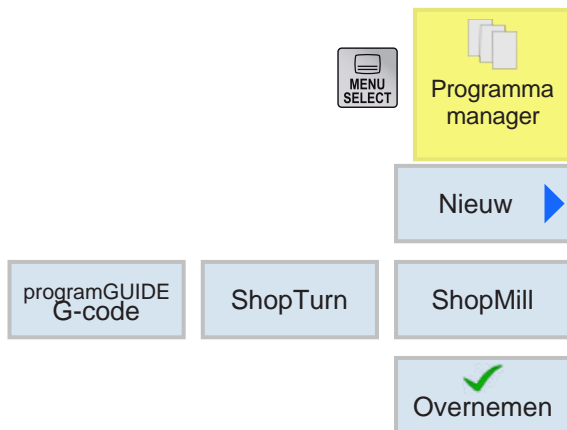 MENU
SELECT
Programma
manager
Nieuw
programGUIDE
G-code
ShopTurn
ShopMill
Overnemen